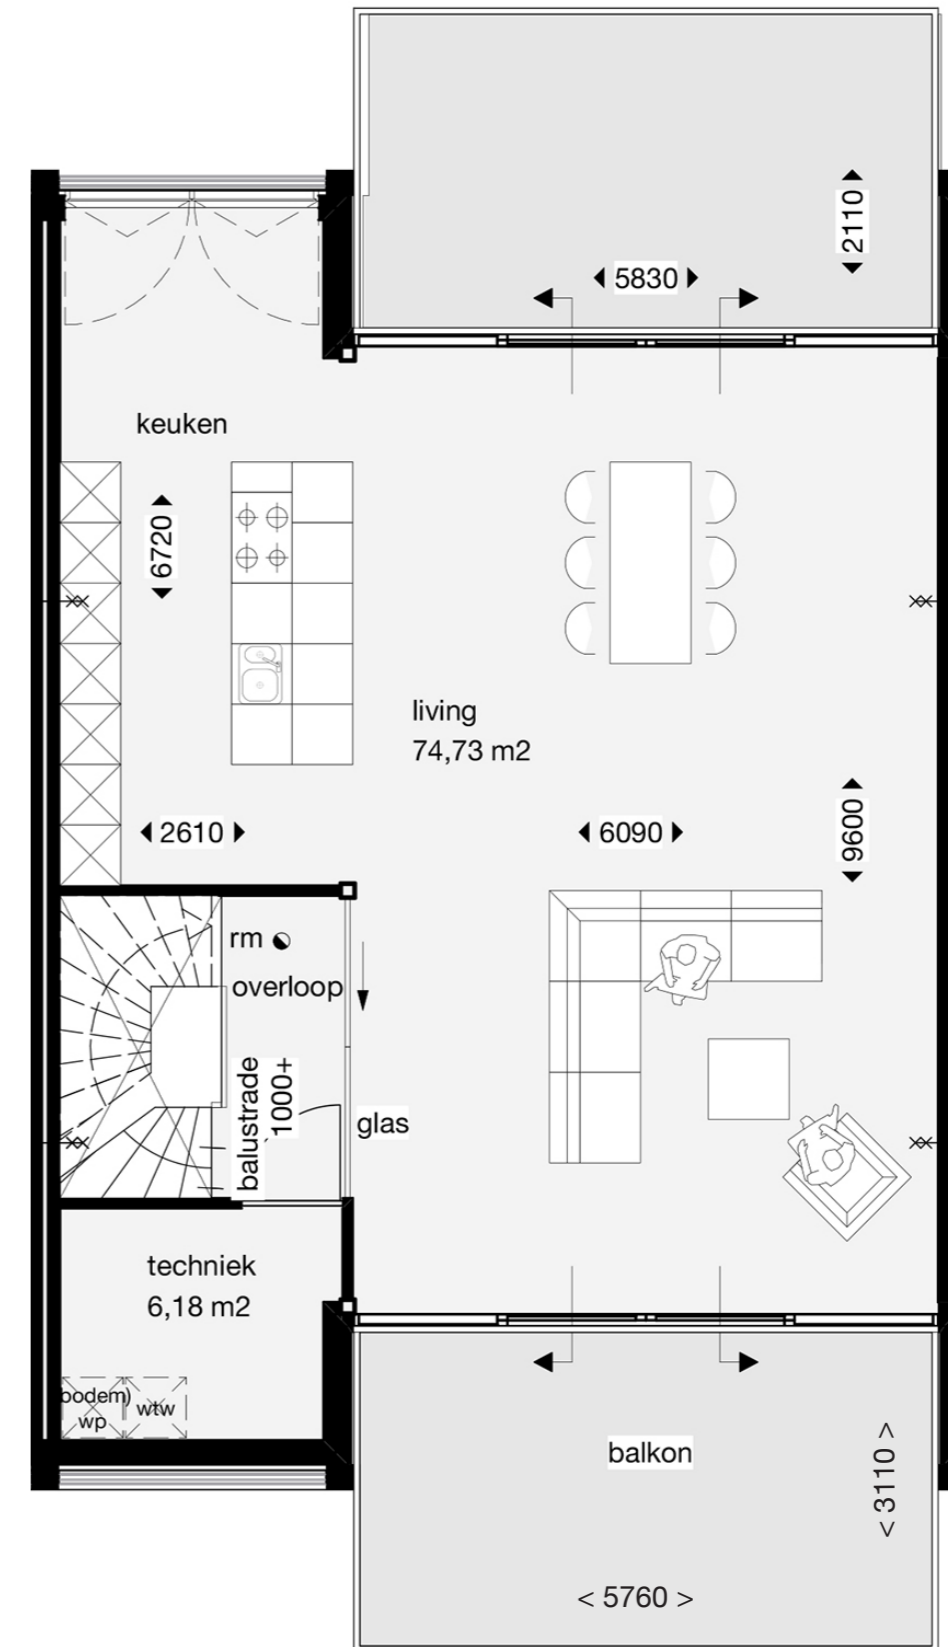 2110
5830
keuken
6720
living
74,73 m2
2610
6090
9600
rm
overloop
balustrade
1000+
glas
techniek
6,18 m2
bodem)
wp
wtw
balkon
< 3110 >
< 5760 >